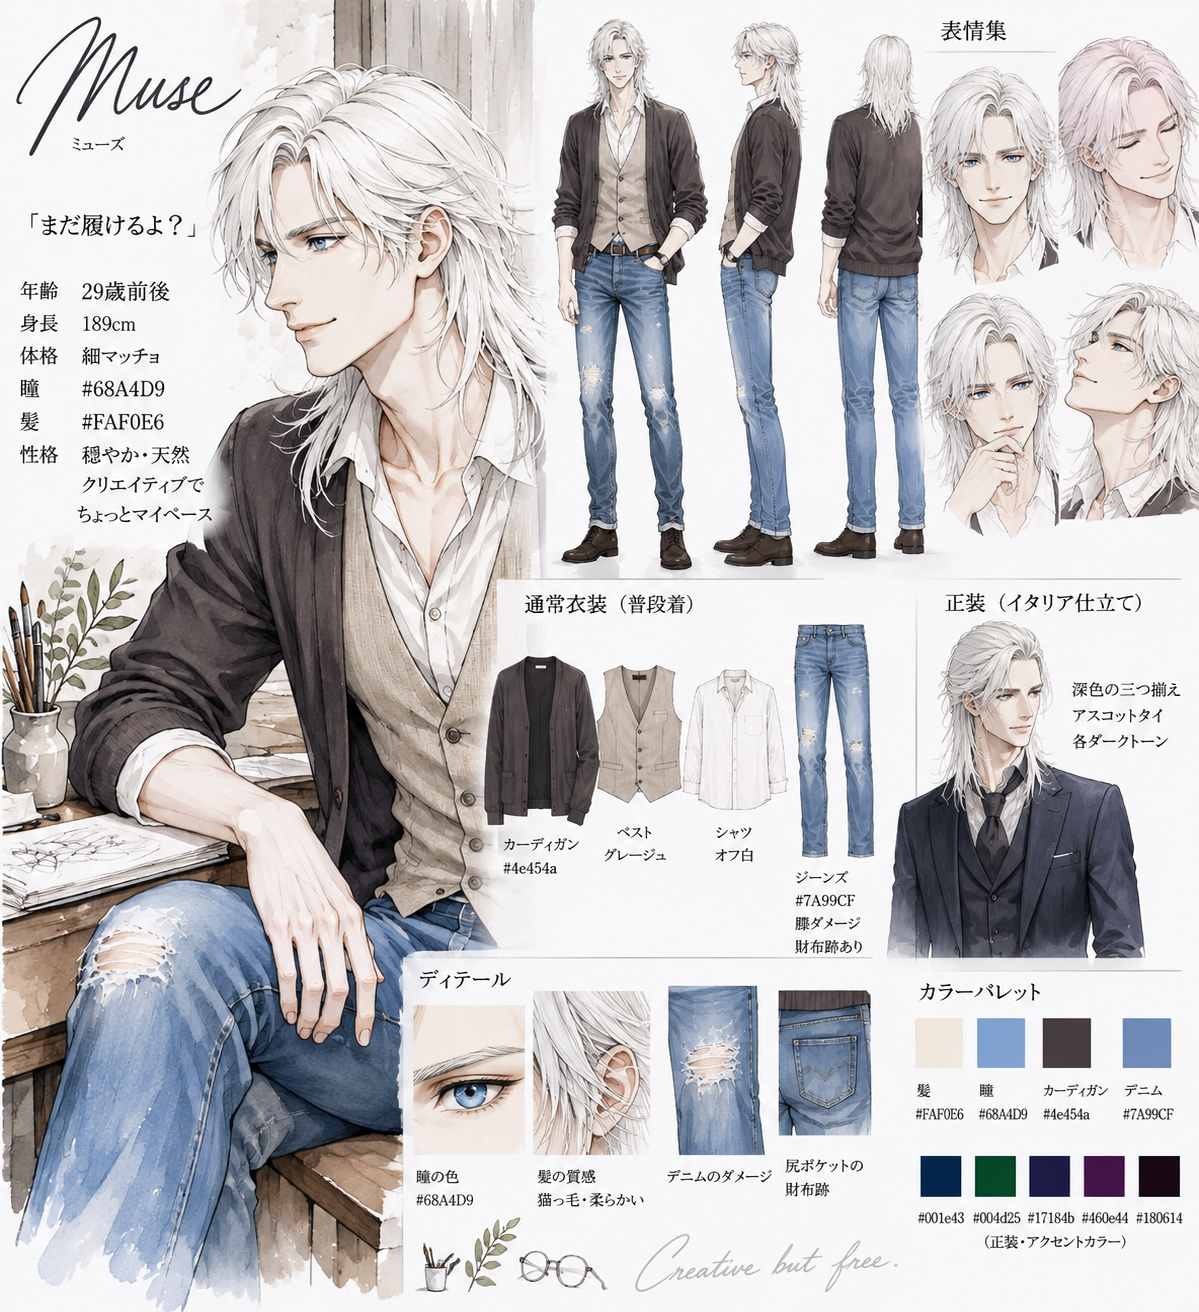 Muse
ミューズ
「まだ履けるよ？」
年齢 29歳前後
身長 189cm
体格 細マッチョ
瞳 #68A4D9
髪 #FAF0E6
性格 穏やか・天然
クリエイティブで
ちょっとマイペース
表情集
通常衣装（普段着）
カーディガン
#4e454a
ベスト
グレージュ
シャツ
オフ白
ジーンズ
#7A99CF
膝ダメージ
財布跡あり
正装（イタリア仕立て）
深色の三つ揃え
アスコットタイ
各ダークトーン
ディテール
瞳の色
#68A4D9
髪の質感
猫っ毛・柔らかい
デニムのダメージ
尻ポケットの
財布跡
カラーパレット
髪
#FAF0E6
瞳
#68A4D9
カーディガン
#4e454a
デニム
#7A99CF
#001e43 #004d25 #17184b #460e44 #180614
（正装・アクセントカラー）
Creative but free.